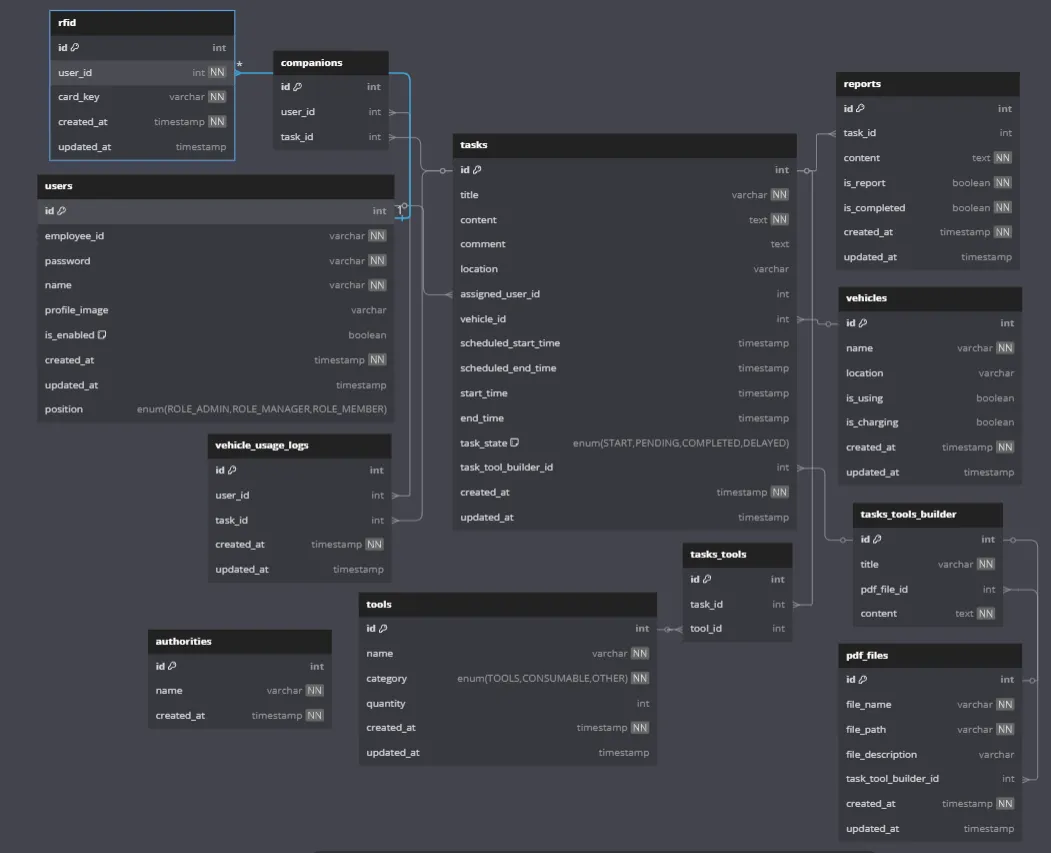 rfid
id int
user_id int NN
card_key varchar NN
created_at timestamp NN
updated_at timestamp
*
companions
id int
user_id int
task_id int
users
id int
1
employee_id varchar NN
password varchar NN
name varchar NN
profile_image varchar
is_enabled boolean
created_at timestamp NN
updated_at timestamp
position enum(ROLE_ADMIN,ROLE_MANAGER,ROLE_MEMBER)
vehicle_usage_logs
id int
user_id int
task_id int
created_at timestamp NN
updated_at timestamp
authorities
id int
name varchar NN
created_at timestamp NN
tasks
id int
title varchar NN
content text NN
comment text
location varchar
assigned_user_id int
vehicle_id int
scheduled_start_time timestamp
scheduled_end_time timestamp
start_time timestamp
end_time timestamp
task_state enum(START,PENDING,COMPLETED,DELAYED)
task_tool_builder_id int
created_at timestamp NN
updated_at timestamp
tools
id int
name varchar NN
category enum(TOOLS,CONSUMABLE,OTHER) NN
quantity int
created_at timestamp NN
updated_at timestamp
tasks_tools
id int
task_id int
tool_id int
reports
id int
task_id int
content text NN
is_report boolean NN
is_completed boolean NN
created_at timestamp NN
updated_at timestamp
vehicles
id int
name varchar NN
location varchar
is_using boolean
is_charging boolean
created_at timestamp NN
updated_at timestamp
tasks_tools_builder
id int
title varchar NN
pdf_file_id int
content text NN
pdf_files
id int
file_name varchar NN
file_path varchar NN
file_description varchar
task_tool_builder_id int
created_at timestamp NN
updated_at timestamp